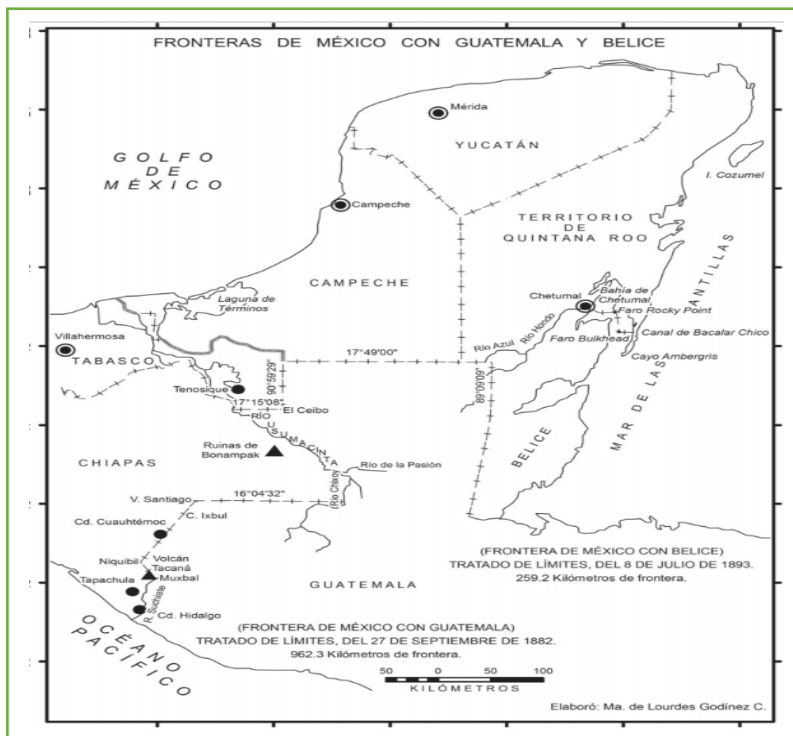 FRONTERAS DE MÉXICO CON GUATEMALA Y BELICE
Mérida
GOLFO
DE
MÉXICO
YUCATÁN
I. Cozumel
Campeche
TERRITORIO
DE
QUINTANA ROO
CAMPECHE
MAR DE LAS ANTILLAS
Laguna de
Términos
Bahía de
Chetumal
Chetumal
Faro Rocky Point
Río Hondo
Villahermosa
Faro Bulkhead
Canal de Bacalar Chico
Río Azul
TABASCO
17°49'00"
Cayo Ambergris
90°59'29"
89°09'09"
Tenosique
17°15'08"
El Ceibo
RÍO USUMACINTA
Ruinas de
Bonampak
BELICE
CHIAPAS
Río de la Pasión
(Río Chixoy)
V. Santiago
16°04'32"
C. Ixbul
Cd. Cuauhtémoc
Niquibil
Volcán
Tacaná
Muxbal
Tapachula
R. Suchiate
Cd. Hidalgo
GUATEMALA
OCÉANO
PACÍFICO
(FRONTERA DE MÉXICO CON BELICE)
TRATADO DE LÍMITES, DEL 8 DE JULIO DE 1893.
259.2 Kilómetros de frontera.
(FRONTERA DE MÉXICO CON GUATEMALA)
TRATADO DE LÍMITES, DEL 27 DE SEPTIEMBRE DE 1882.
962.3 Kilómetros de frontera.
50 0 50 100
KILÓMETROS
Elaboró: Ma. de Lourdes Godínez C.